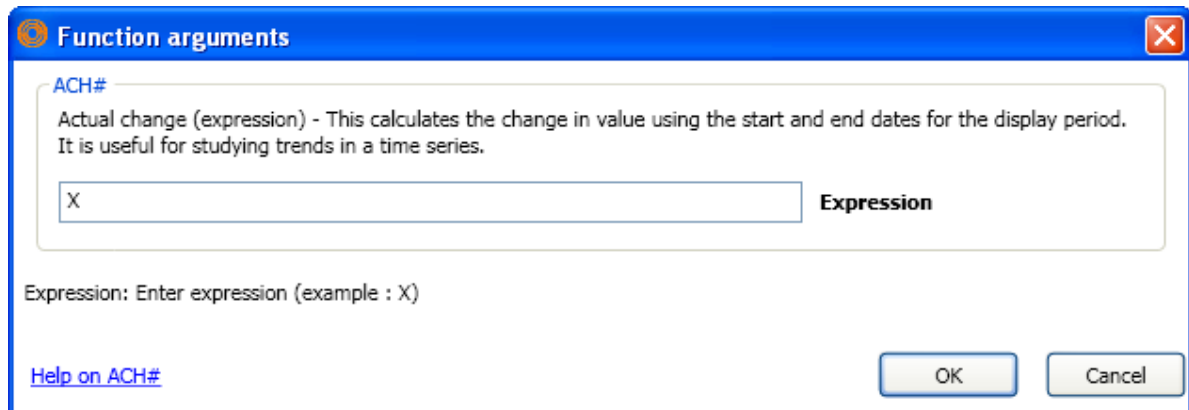 Function arguments
ACH#
Actual change (expression) - This calculates the change in value using the start and end dates for the display period.
It is useful for studying trends in a time series.
X Expression
Expression: Enter expression (example : X)
Help on ACH# OK Cancel